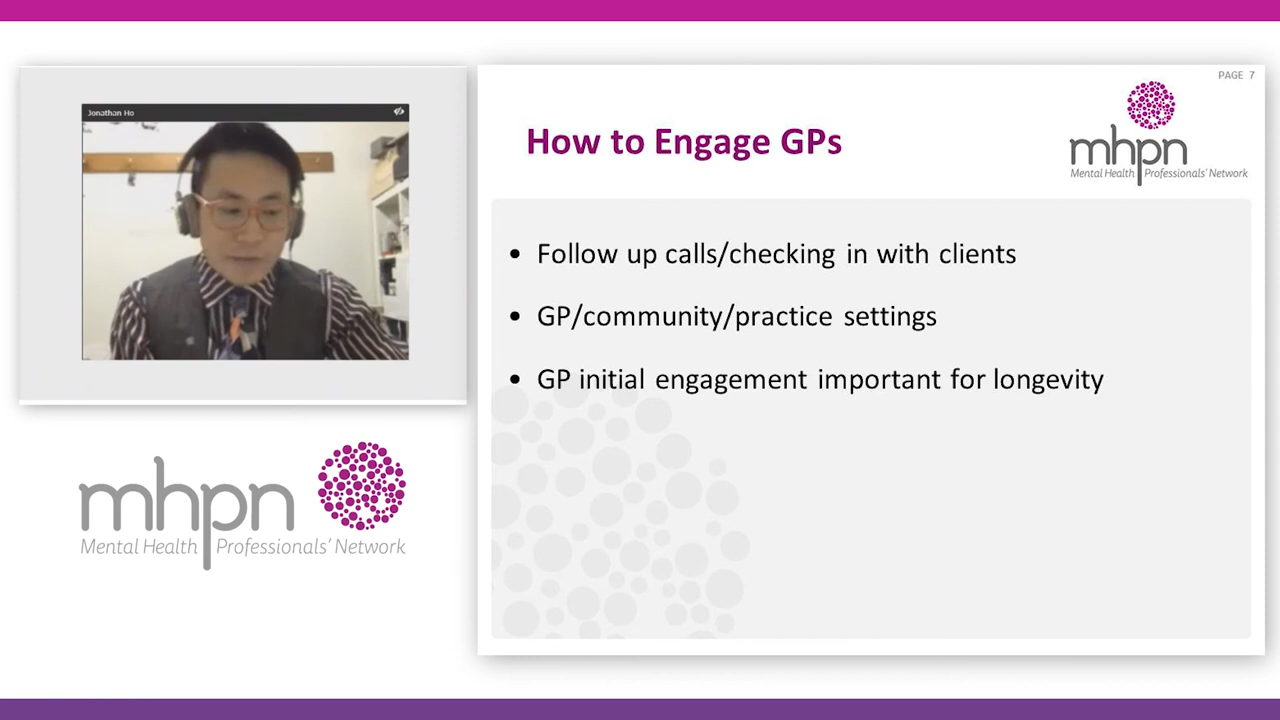 Jonathan Ho
mhpn
Mental Health Professionals' Network
PAGE 7
How to Engage GPs
mhpn
Mental Health Professionals' Network
• Follow up calls/checking in with clients
• GP/community/practice settings
• GP initial engagement important for longevity